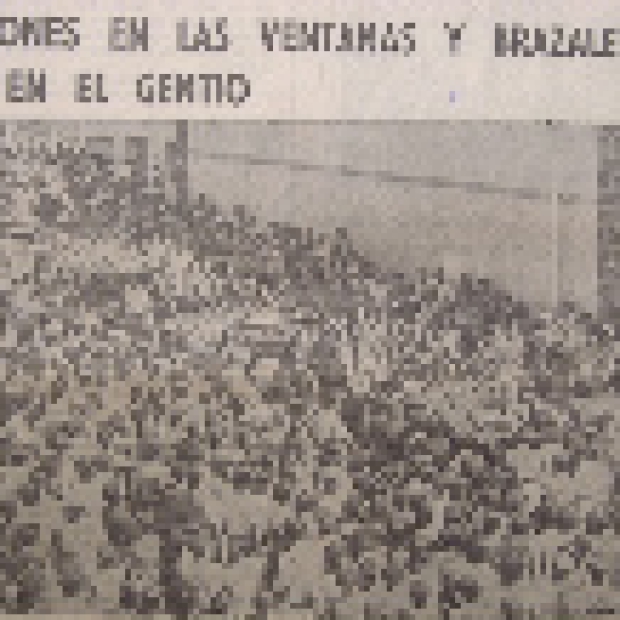 ONES EN LAS VENTANAS Y BRAZALE
EN EL GENTIO